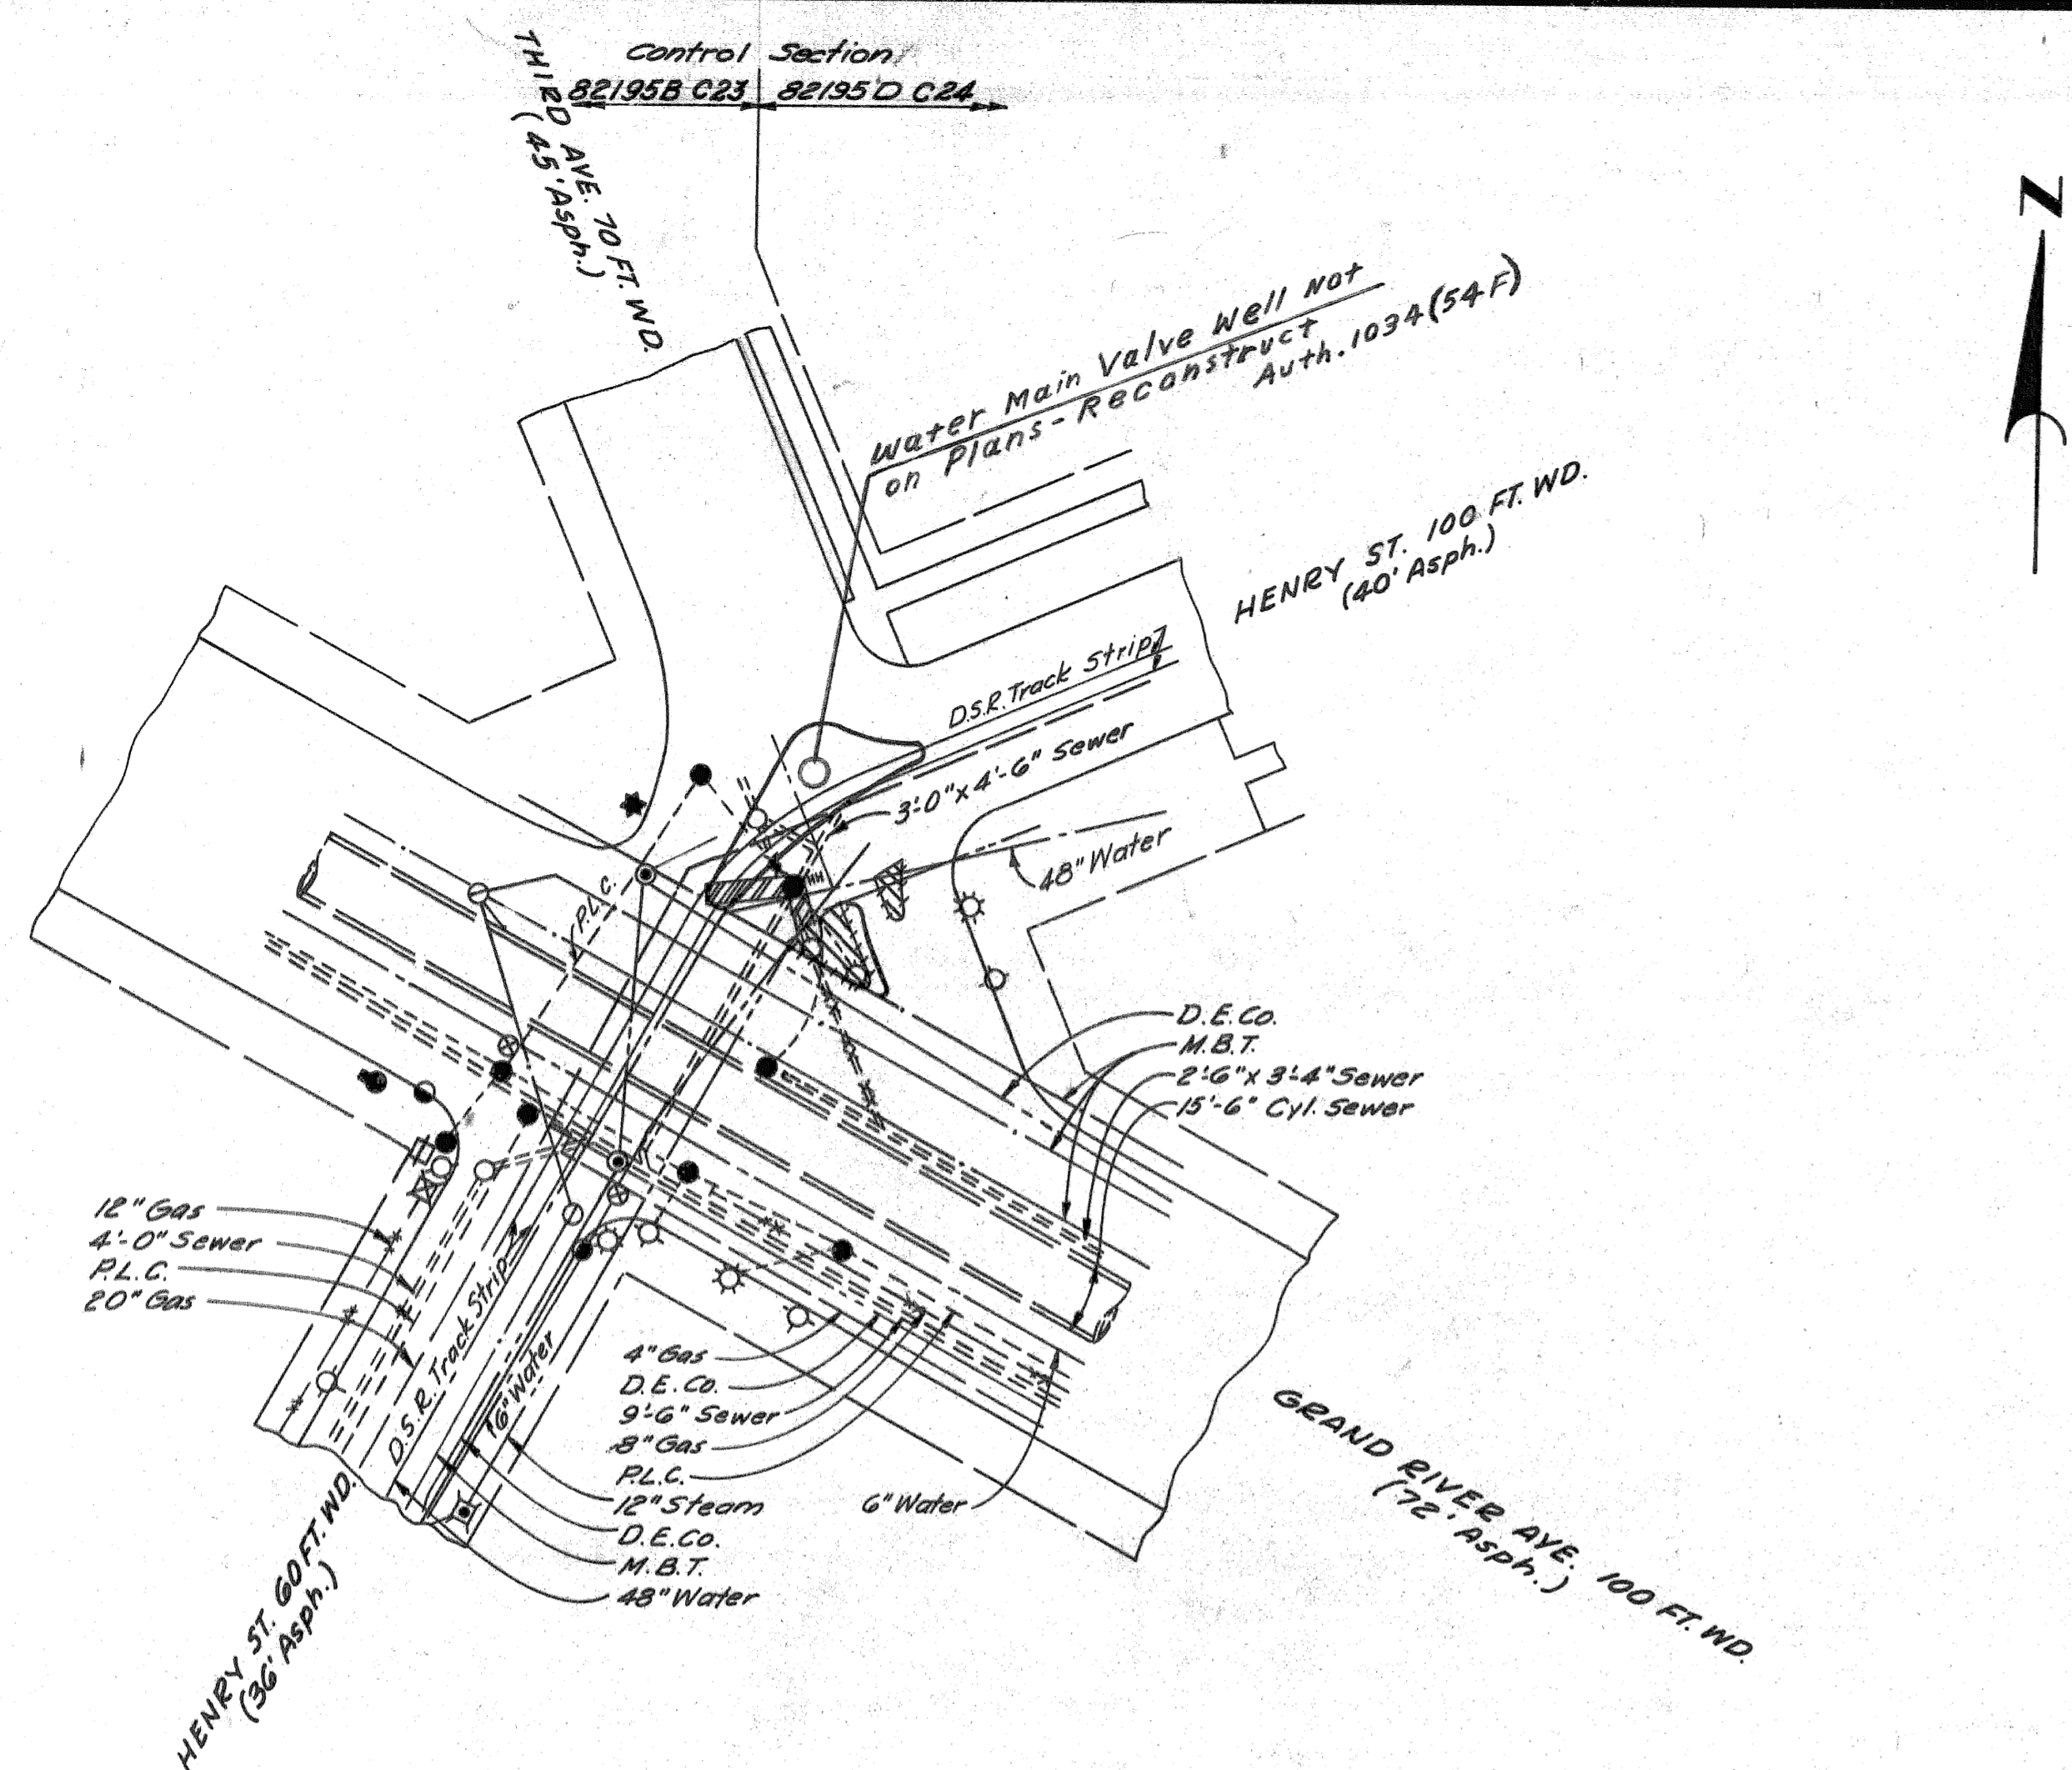 Control Section
82195B C23 82195D C24
THIRD AVE. 70 FT. WD.
(45' Asph.)
N
Water Main Valve Well Not
on Plans - Reconstruct
Auth. 1034 (54F)
HENRY ST. 100 FT. WD.
(40' Asph.)
D.S.R. Track Strip
3'-0" x 4'-6" Sewer
48" Water
P.L.C.
HH
D.E.Co.
M.B.T.
2'-6" x 3'-4" Sewer
15'-6" Cyl. Sewer
12" Gas
4'-0" Sewer
P.L.C.
20" Gas
D.S.R. Track Strip
16" Water
4" Gas
D.E.Co.
9'-6" Sewer
8" Gas
P.L.C.
12" Steam
D.E.Co.
M.B.T.
48" Water
6" Water
GRAND RIVER AVE. 100 FT. WD.
(72' Asph.)
HENRY ST. 60 FT. WD.
(36' Asph.)